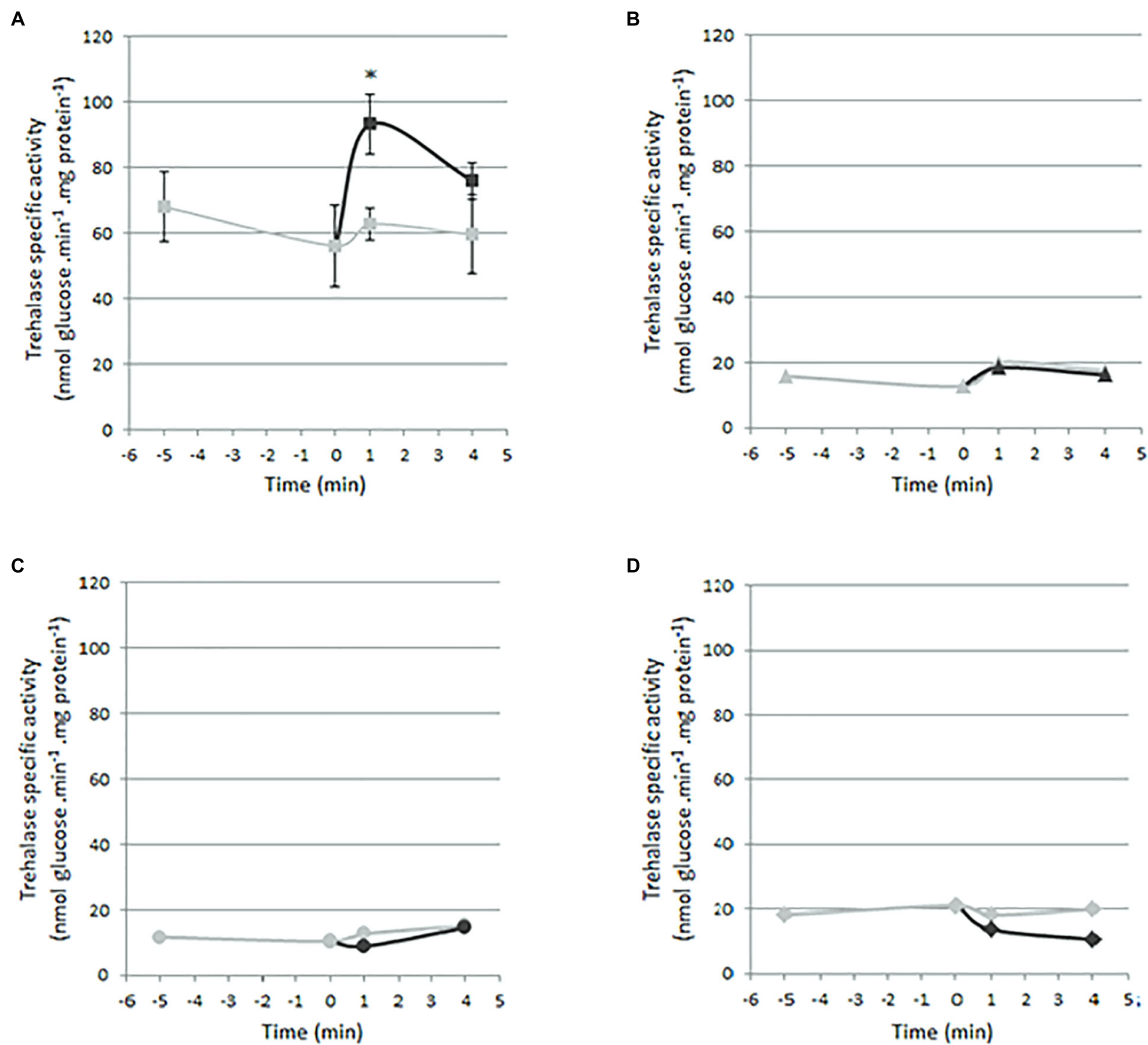 A
Trehalase specific activity
(nmol glucose .min-1 .mg protein-1)
120
100
80
60
40
20
0
*
-6 -5 -4 -3 -2 -1 0 1 2 3 4 5
Time (min)
B
Trehalase specific activity
(nmol glucose .min-1 .mg protein-1)
120
100
80
60
40
20
0
-6 -5 -4 -3 -2 -1 0 1 2 3 4 5
Time (min)
C
Trehalase specific activity
(nmol glucose .min-1 .mg protein-1)
120
100
80
60
40
20
0
-6 -5 -4 -3 -2 -1 0 1 2 3 4 5
Time (min)
D
Trehalase specific activity
(nmol glucose .min-1 .mg protein-1)
120
100
80
60
40
20
0
-6 -5 -4 -3 -2 -1 0 1 2 3 4 5;
Time (min)